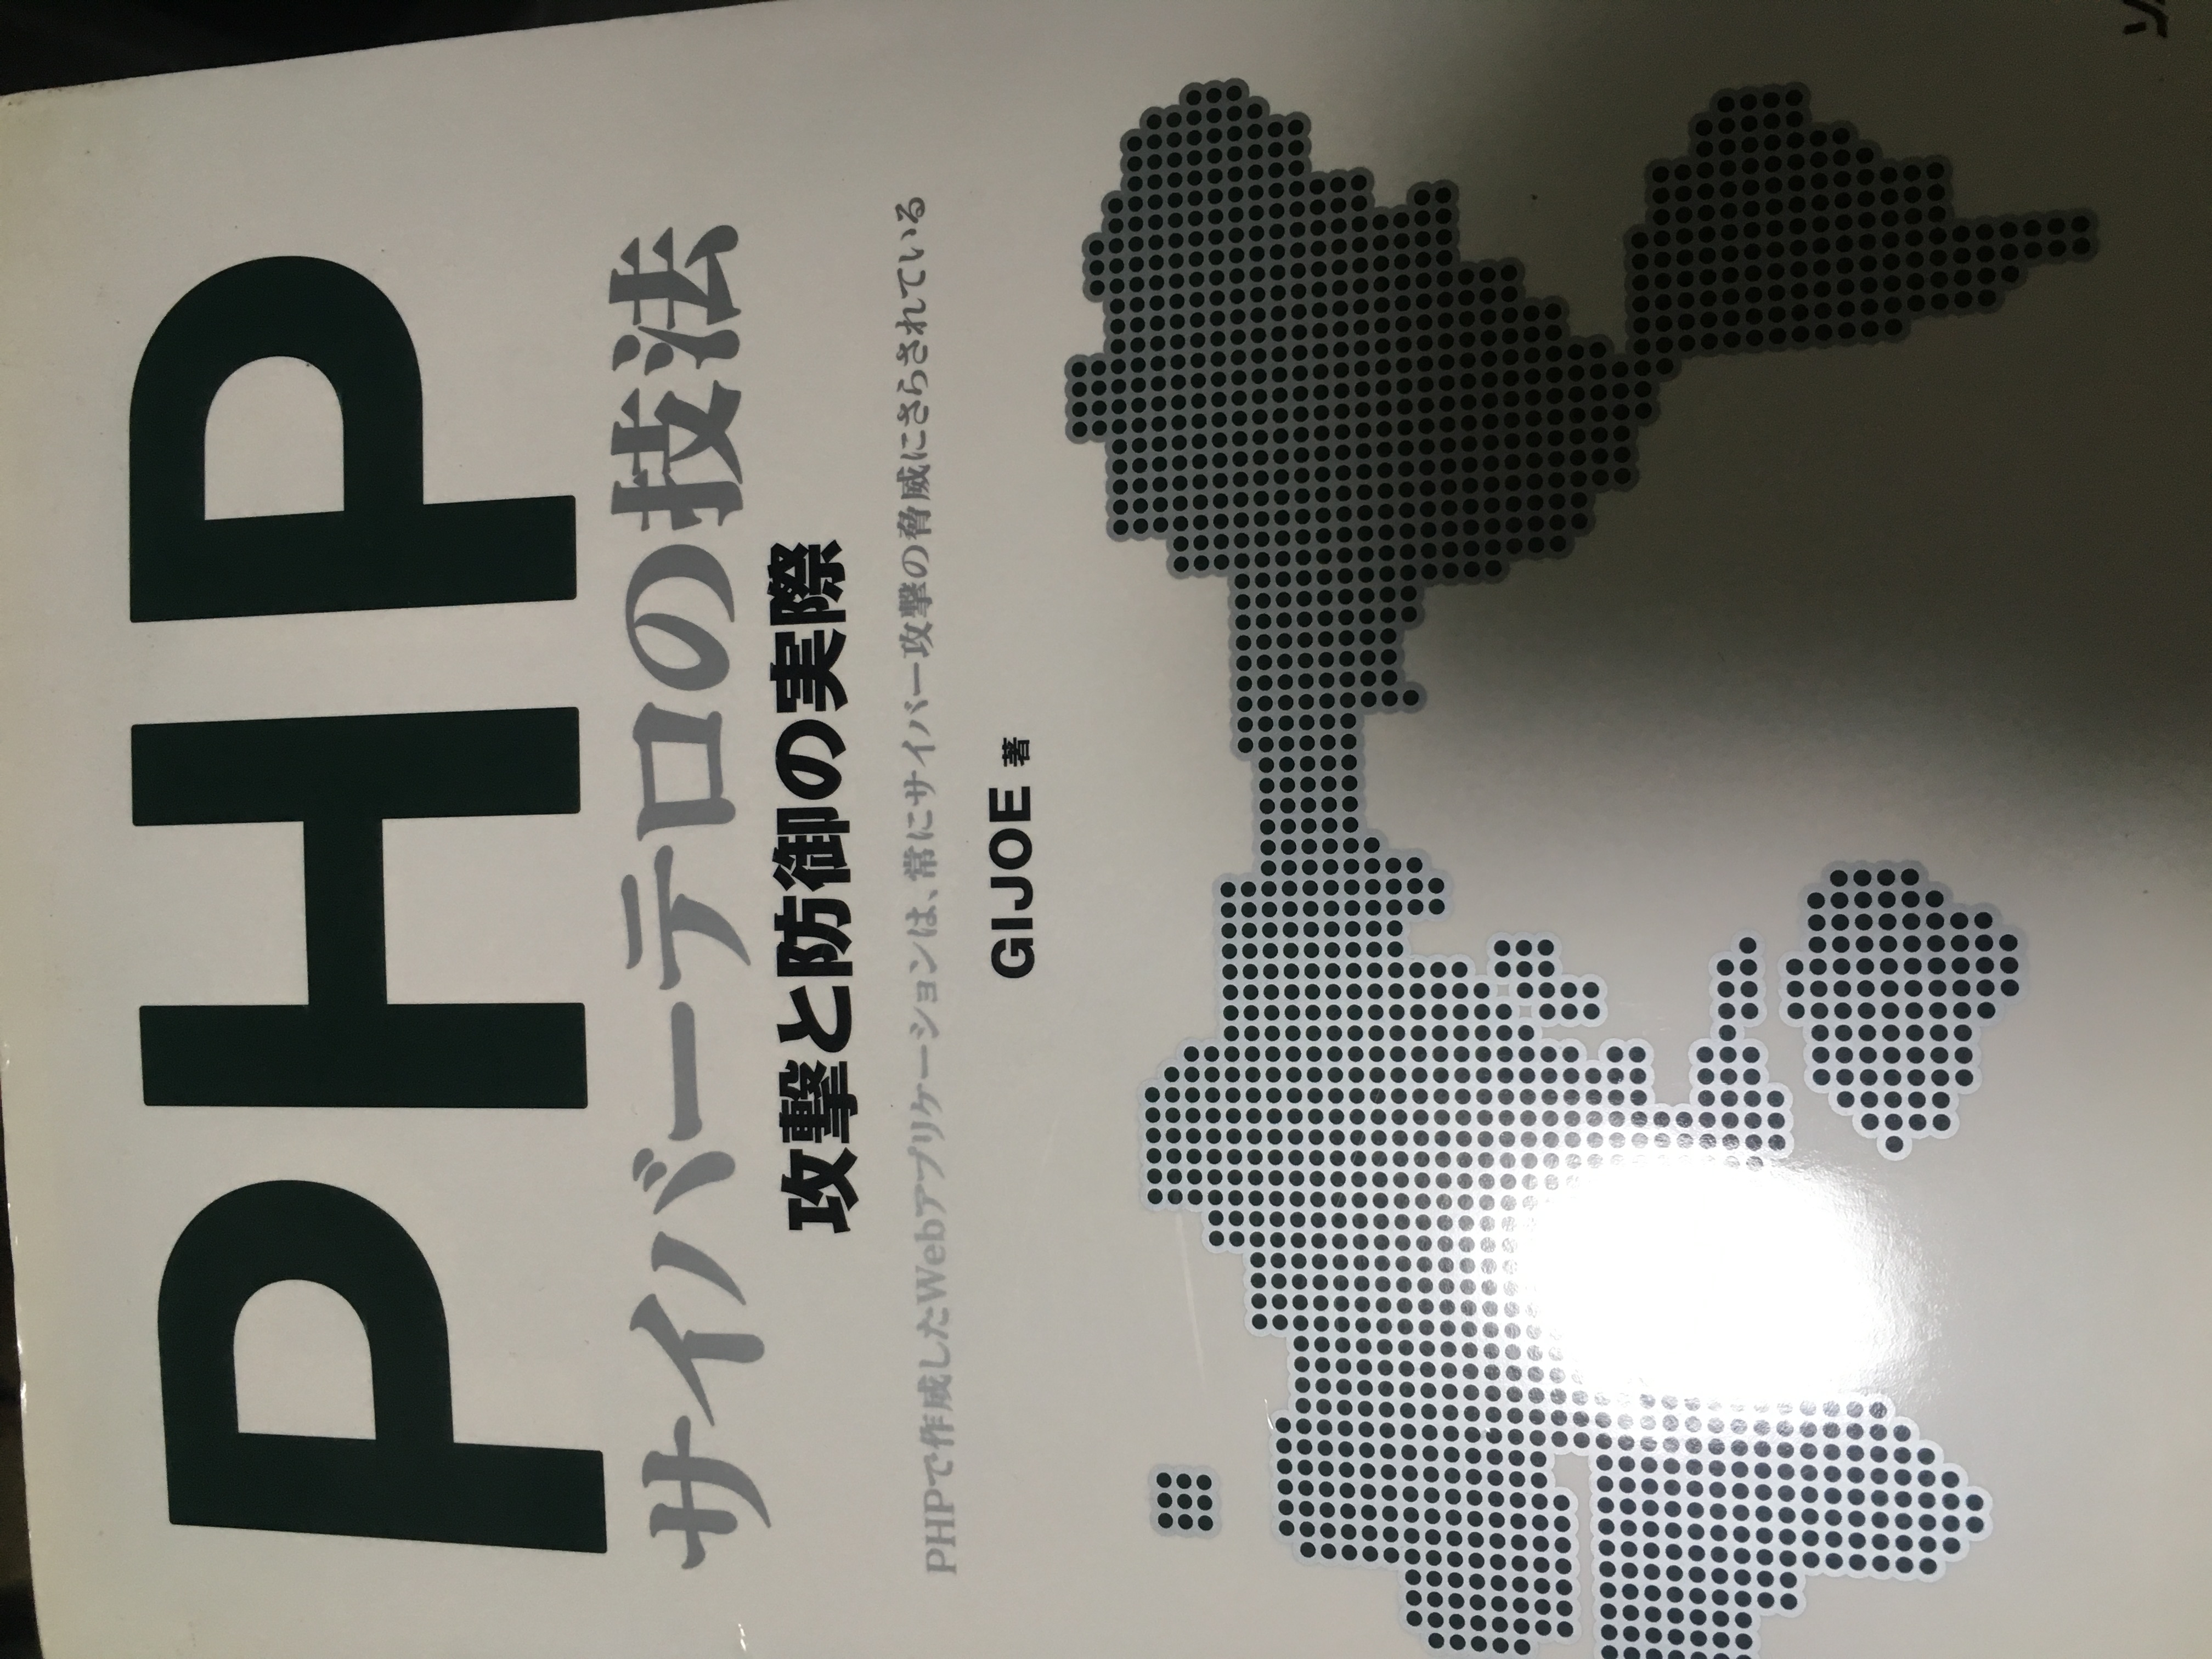 PHP
サイバーテロの技法
攻撃と防御の実際
PHPで作成したWebアプリケーションは、常にサイバー攻撃の脅威にさらされている
GIJOE 著